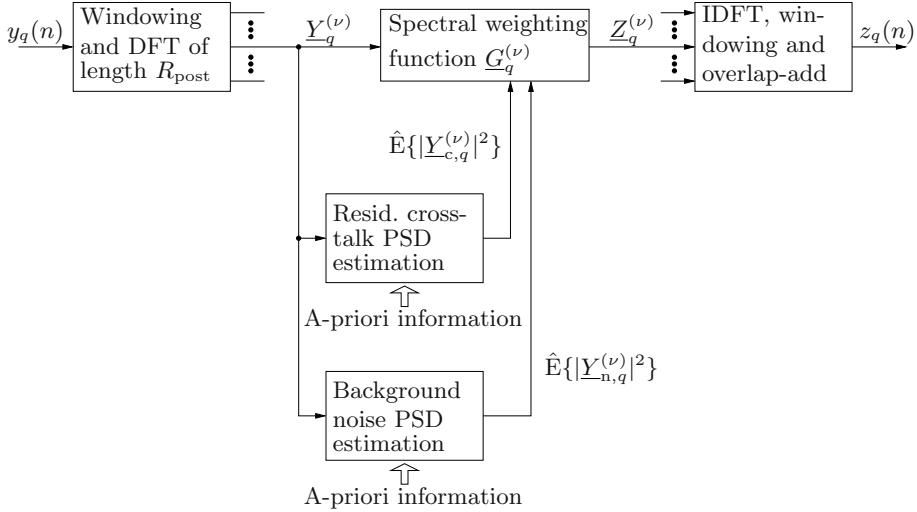 y_q(n)
Windowing
and DFT of
length R_post
Y_q^(ν)
Spectral weighting
function G_q^(ν)
Z_q^(ν)
IDFT, win-
dowing and
overlap-add
z_q(n)
Ê{|Y_c,q^(ν)|²}
Resid. cross-
talk PSD
estimation
A-priori information
Ê{|Y_n,q^(ν)|²}
Background
noise PSD
estimation
A-priori information